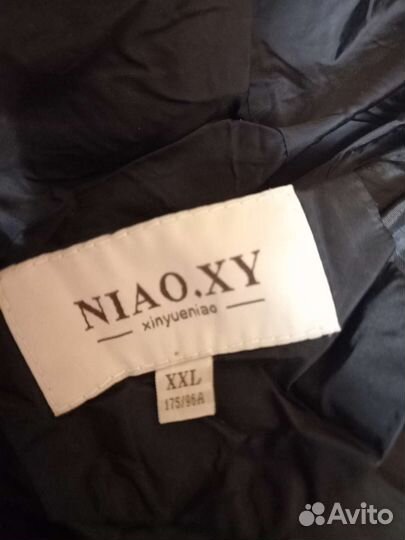 NIAO.XY
xinyueniao
XXL
175/96A
Avito